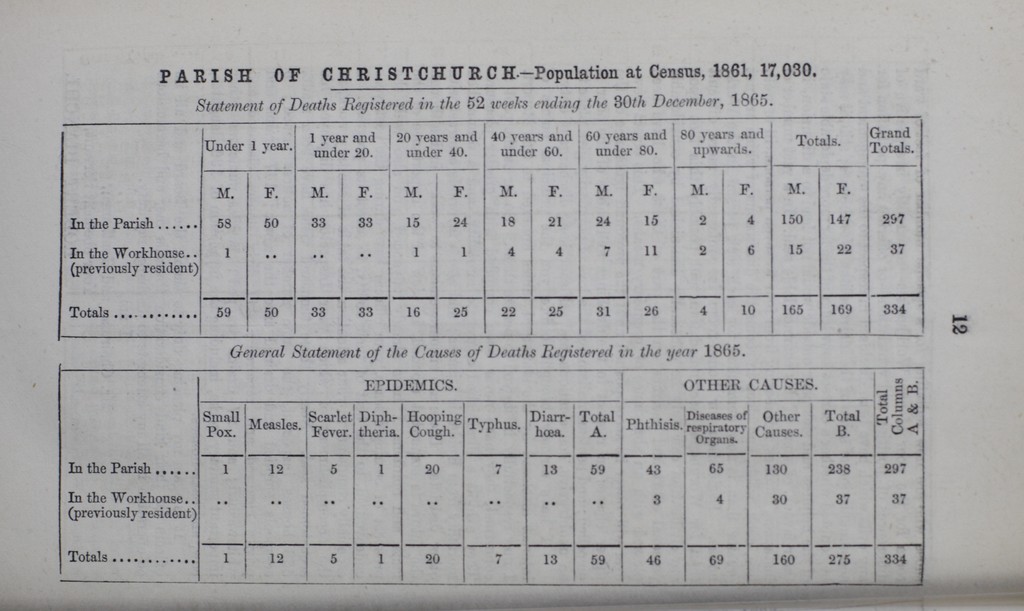 PARISH OF CHRISTCHURCH.—Population at Census, 1861, 17,030.
Statement of Deaths Registered in the 52 weeks ending the 30th December, 1865.
Under 1 year. 1 year and under 20. 20 years and under 40. 40 years and under 60. 60 years and under 80. 80 years and upwards. Totals. Grand Totals.
M. F. M. F. M. F. M. F. M. F. M. F. M. F.
In the Parish ...... 58 50 33 33 15 24 18 21 24 15 2 4 150 147 297
In the Workhouse.. 1 .. .. .. 1 1 4 4 7 11 2 6 15 22 37
(previously resident)
Totals ............ 59 50 33 33 16 25 22 25 31 26 4 10 165 169 334
12
General Statement of the Causes of Deaths Registered in the year 1865.
EPIDEMICS. OTHER CAUSES. Total Columns A & B.
Small Pox. Measles. Scarlet Fever. Diphtheria. Hooping Cough. Typhus. Diarrhœa. Total A. Phthisis. Diseases of respiratory Organs. Other Causes. Total B.
In the Parish ...... 1 12 5 1 20 7 13 59 43 65 130 238 297
In the Workhouse.. .. .. .. .. .. .. .. .. 3 4 30 37 37
(previously resident)
Totals ............ 1 12 5 1 20 7 13 59 46 69 160 275 334